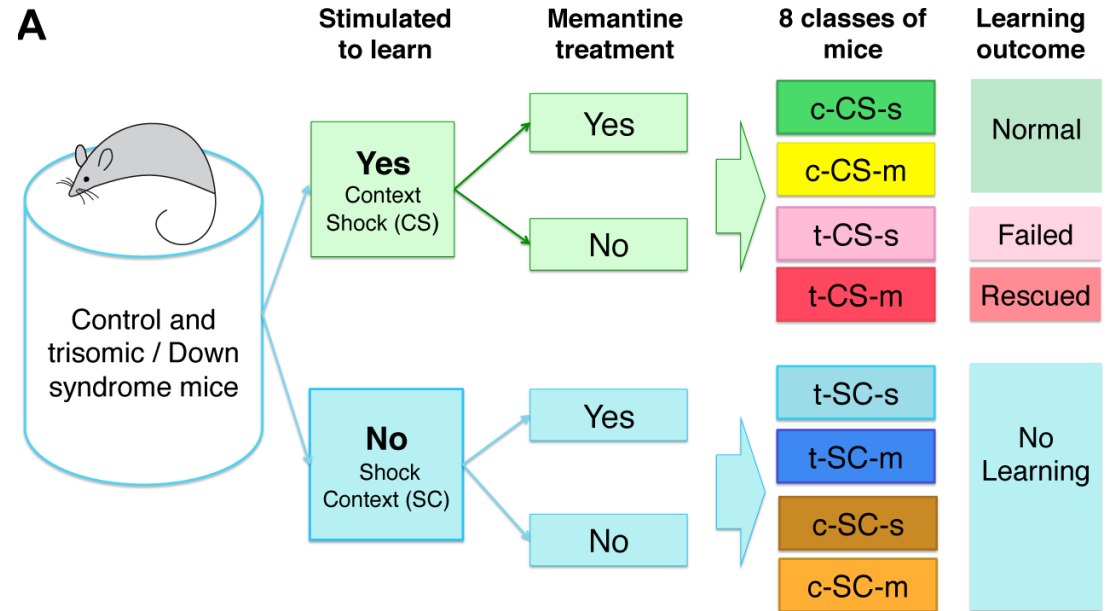 A
Stimulated
to learn
Memantine
treatment
8 classes of
mice
Learning
outcome
Control and
trisomic / Down
syndrome mice
Yes
Context
Shock (CS)
Yes
No
c-CS-s
c-CS-m
t-CS-s
t-CS-m
Normal
Failed
Rescued
No
Shock
Context (SC)
Yes
No
t-SC-s
t-SC-m
c-SC-s
c-SC-m
No
Learning